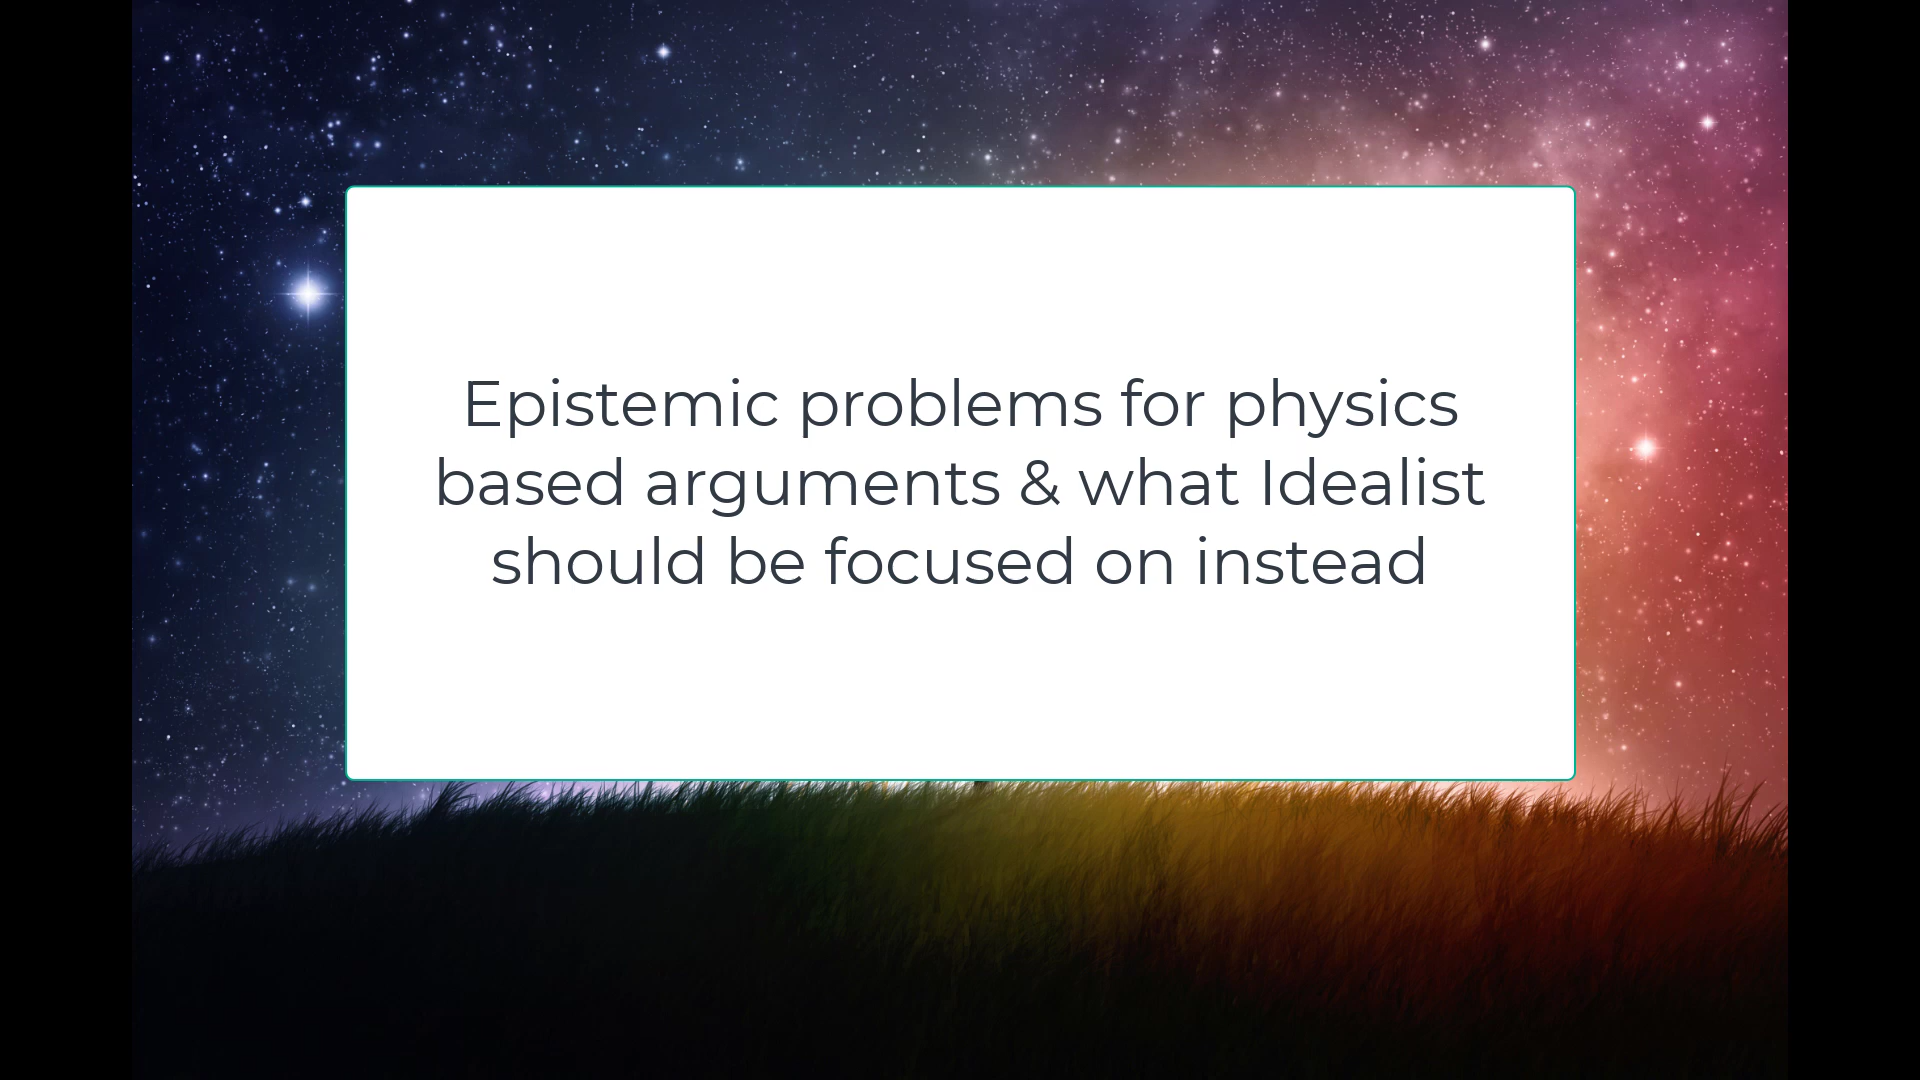 Epistemic problems for physics
based arguments & what Idealist
should be focused on instead